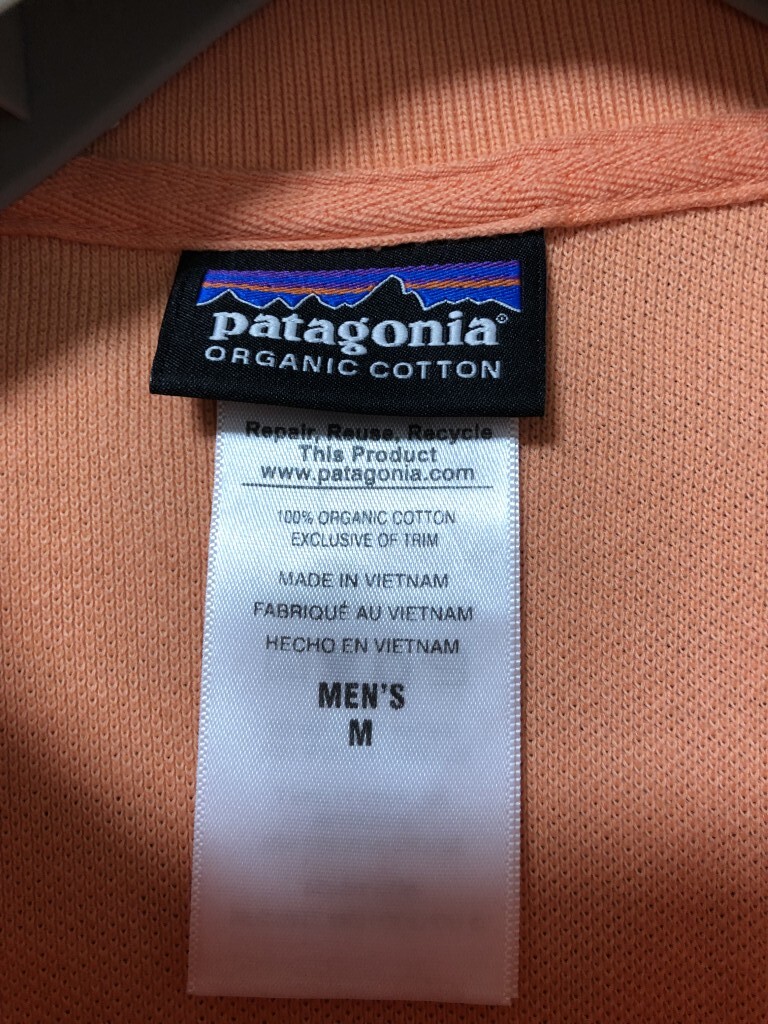 patagonia®
ORGANIC COTTON
Repair, Reuse, Recycle
This Product
www.patagonia.com
100% ORGANIC COTTON
EXCLUSIVE OF TRIM
MADE IN VIETNAM
FABRIQUÉ AU VIETNAM
HECHO EN VIETNAM
MEN'S
M